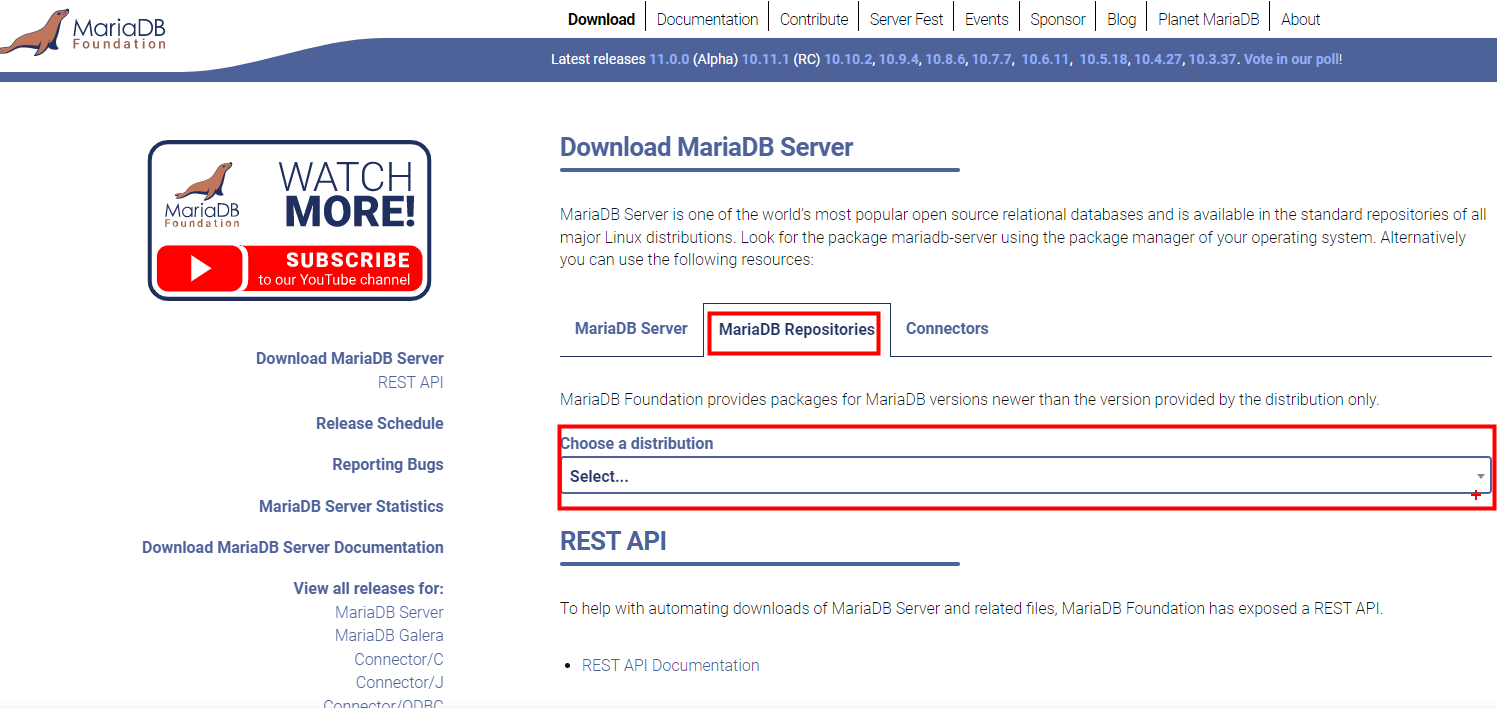 MariaDB
Foundation
Download
Documentation
Contribute
Server Fest
Events
Sponsor
Blog
Planet MariaDB
About
Latest releases 11.0.0 (Alpha) 10.11.1 (RC) 10.10.2, 10.9.4, 10.8.6, 10.7.7, 10.6.11, 10.5.18, 10.4.27, 10.3.37. Vote in our poll!
MariaDB
Foundation
WATCH
MORE!
SUBSCRIBE
to our YouTube channel
Download MariaDB Server
REST API
Release Schedule
Reporting Bugs
MariaDB Server Statistics
Download MariaDB Server Documentation
View all releases for:
MariaDB Server
MariaDB Galera
Connector/C
Connector/J
Connector/ODBC
Download MariaDB Server
MariaDB Server is one of the world's most popular open source relational databases and is available in the standard repositories of all
major Linux distributions. Look for the package mariadb-server using the package manager of your operating system. Alternatively
you can use the following resources:
MariaDB Server
MariaDB Repositories
Connectors
MariaDB Foundation provides packages for MariaDB versions newer than the version provided by the distribution only.
Choose a distribution
Select...
REST API
To help with automating downloads of MariaDB Server and related files, MariaDB Foundation has exposed a REST API.
REST API Documentation